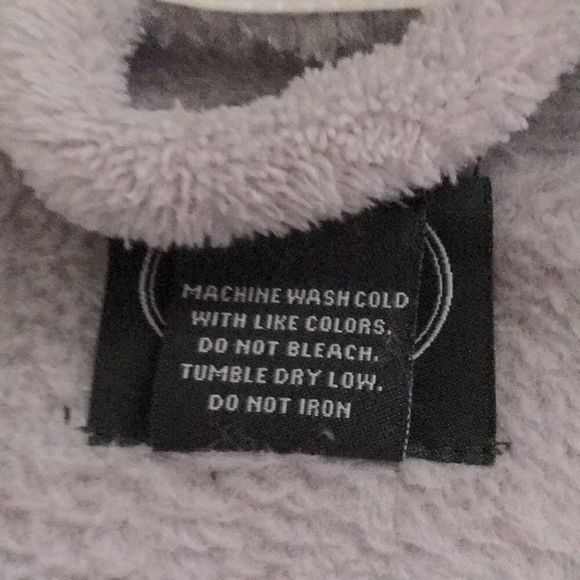 MACHINE WASH COLD
WITH LIKE COLORS.
DO NOT BLEACH.
TUMBLE DRY LOW.
DO NOT IRON